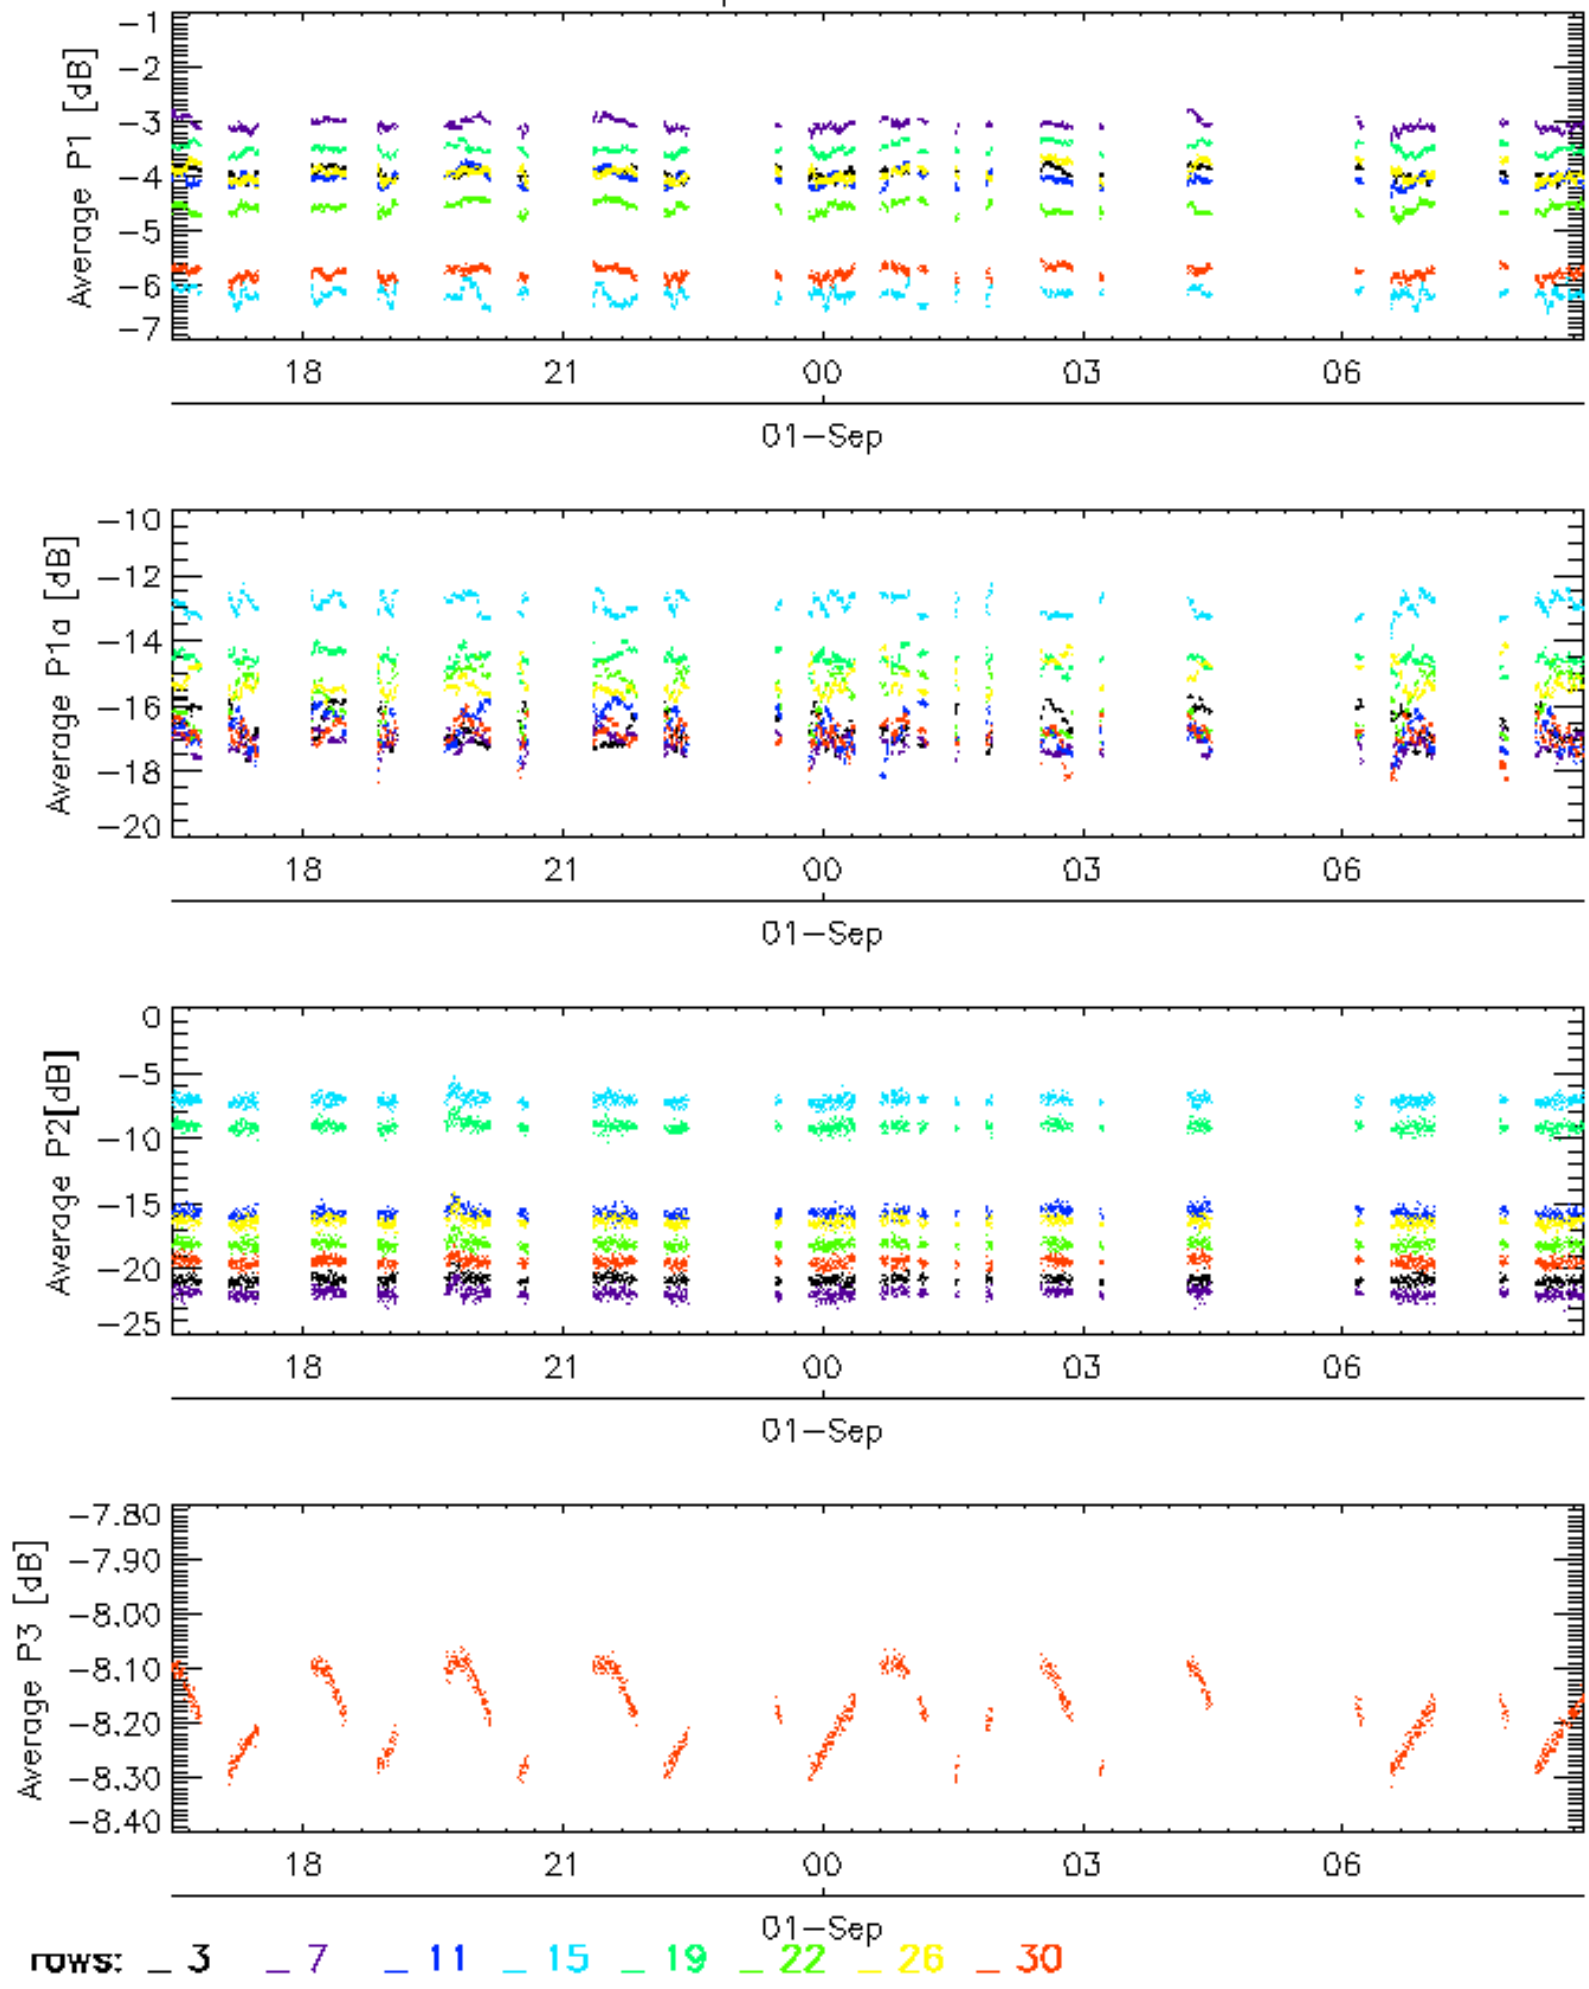 Average P1 [dB]
-1
-2
-3
-4
-5
-6
-7
18 21 00 03 06
01-Sep
Average P1a [dB]
-10
-12
-14
-16
-18
-20
18 21 00 03 06
01-Sep
Average P2[dB]
0
-5
-10
-15
-20
-25
18 21 00 03 06
01-Sep
Average P3 [dB]
-7.80
-7.90
-8.00
-8.10
-8.20
-8.30
-8.40
18 21 00 03 06
01-Sep
rows: _ 3 _ 7 _ 11 _ 15 _ 19 _ 22 _ 26 _ 30